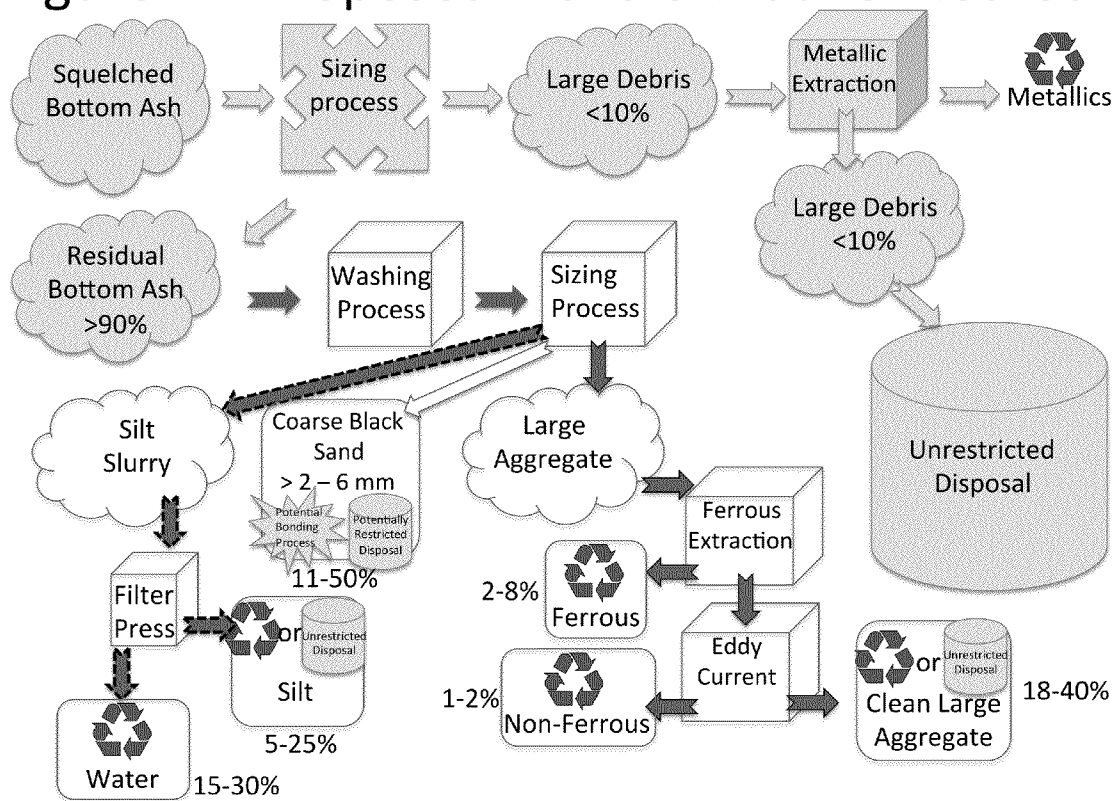 Squelched
Bottom Ash
Sizing
process
Large Debris
<10%
Metallic
Extraction
Metallics
Large Debris
<10%
Residual
Bottom Ash
>90%
Washing
Process
Sizing
Process
Unrestricted
Disposal
Silt
Slurry
Coarse Black
Sand
> 2 – 6 mm
Potential
Bonding
Process
Potentially
Restricted
Disposal
11-50%
Large
Aggregate
Ferrous
Extraction
2-8%
Ferrous
Filter
Press
or
Unrestricted
Disposal
Silt
5-25%
Water
15-30%
Eddy
Current
1-2%
Non-Ferrous
or
Unrestricted
Disposal
Clean Large
Aggregate
18-40%